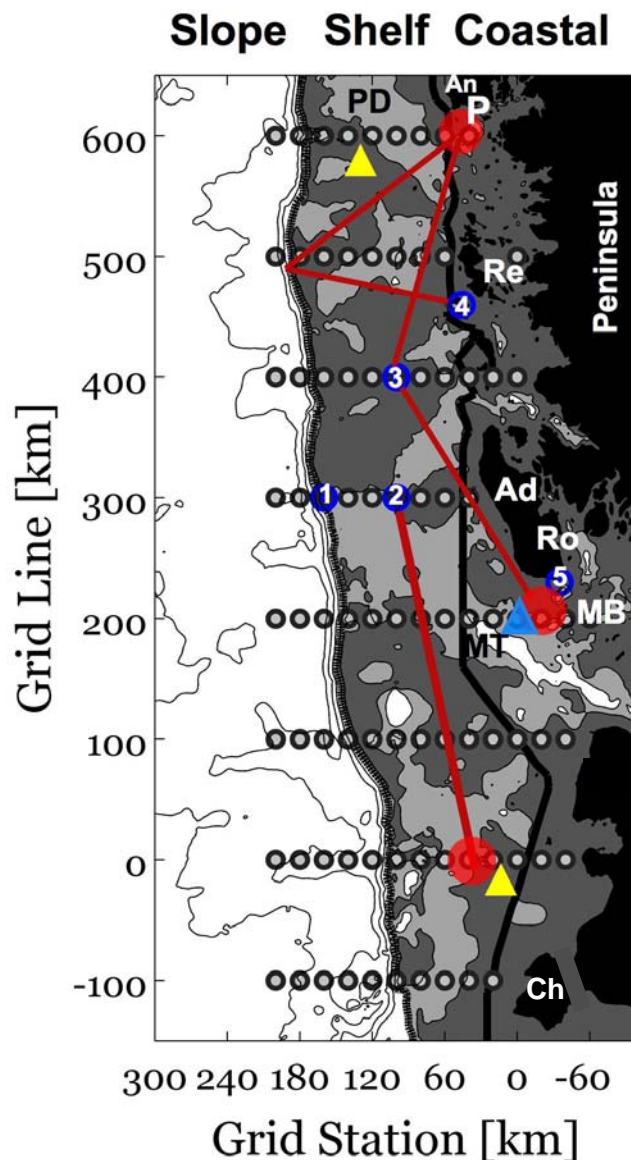 Slope Shelf Coastal
An
PD P
600
Peninsula
500
Re
4
400
3
Ad
300
1 2
Ro
5
200
MB
MT
100
0
-100
Ch
Grid Line [km]
300 240 180 120 60 0 -60
Grid Station [km]